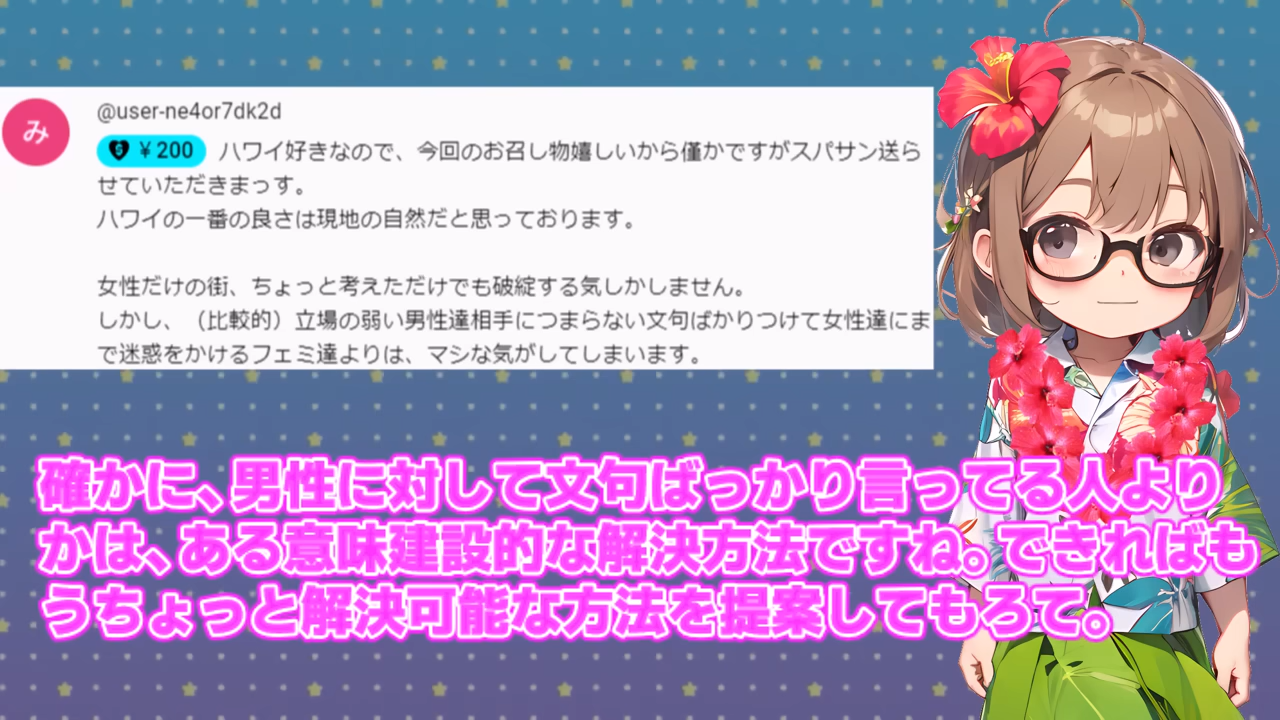 み
@user-ne4or7dk2d
¥200 ハワイ好きなので、今回のお召し物嬉しいから僅かですがスパサン送ら
せていただきまっす。
ハワイの一番の良さは現地の自然だと思っております。
女性だけの街、ちょっと考えただけでも破綻する気しかしません。
しかし、（比較的）立場の弱い男性達相手につまらない文句ばかりつけて女性達にま
で迷惑をかけるフェミ達よりは、マシな気がしてしまいます。
確かに、男性に対して文句ばっかり言ってる人より
かは、ある意味建設的な解決方法ですね。できればも
うちょっと解決可能な方法を提案してもろて。